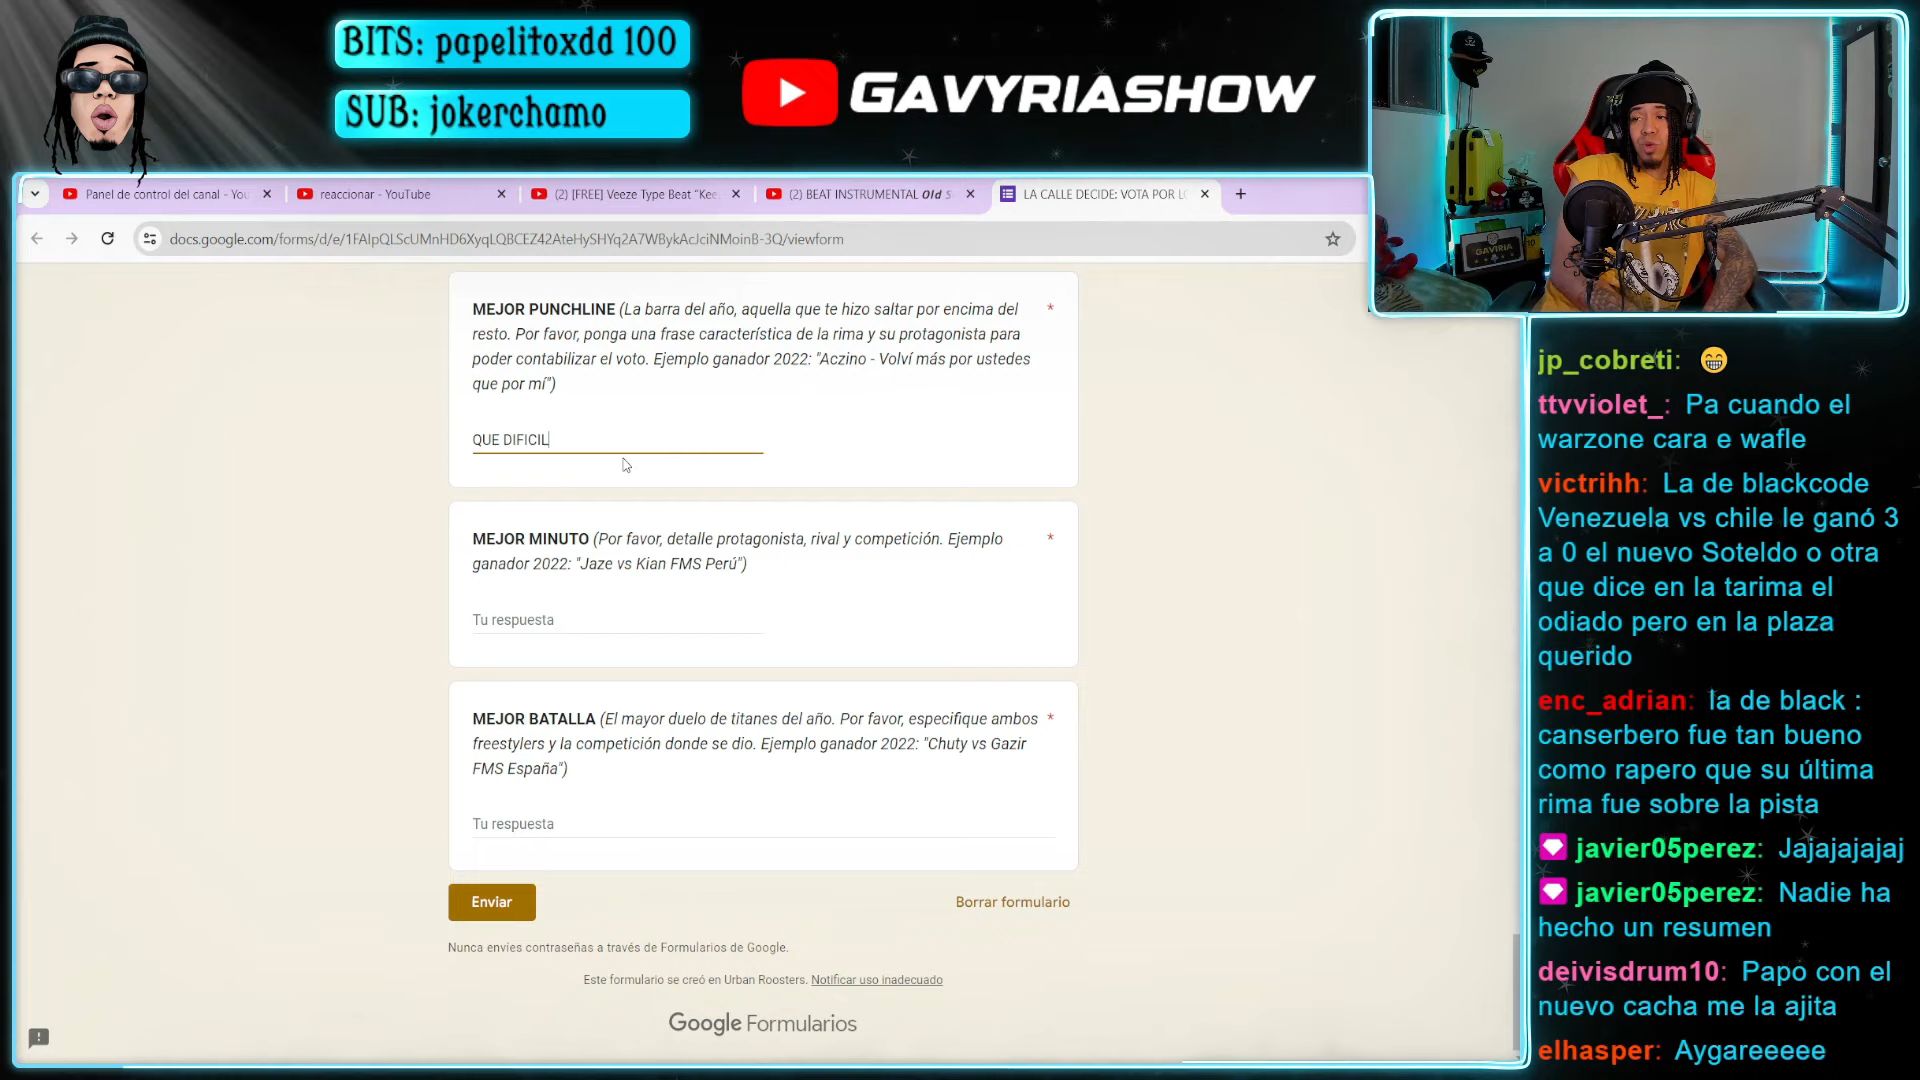 BITS: papelitoxdd 100
SUB: jokerchamo
GAVYRIASHOW
Panel de control del canal - You
reaccionar - YouTube
(2) [FREE] Veeze Type Beat "Kee
(2) BEAT INSTRUMENTAL Old S
LA CALLE DECIDE: VOTA POR LO
docs.google.com/forms/d/e/1FAIpQLScUMnHD6XyqLQBCEZ42AteHySHYq2A7WBykAcJciNMoinB-3Q/viewform
MEJOR PUNCHLINE (La barra del año, aquella que te hizo saltar por encima del *
resto. Por favor, ponga una frase característica de la rima y su protagonista para
poder contabilizar el voto. Ejemplo ganador 2022: "Aczino - Volví más por ustedes
que por mí")
QUE DIFICIL
MEJOR MINUTO (Por favor, detalle protagonista, rival y competición. Ejemplo *
ganador 2022: "Jaze vs Kian FMS Perú")
Tu respuesta
MEJOR BATALLA (El mayor duelo de titanes del año. Por favor, especifique ambos *
freestylers y la competición donde se dio. Ejemplo ganador 2022: "Chuty vs Gazir
FMS España")
Tu respuesta
Enviar
Borrar formulario
Nunca envíes contraseñas a través de Formularios de Google.
Este formulario se creó en Urban Roosters. Notificar uso inadecuado
Google Formularios
GAVIRIA
jp_cobreti:
ttvviolet_: Pa cuando el
warzone cara e wafle
victrihh: La de blackcode
Venezuela vs chile le ganó 3
a 0 el nuevo Soteldo o otra
que dice en la tarima el
odiado pero en la plaza
querido
enc_adrian: la de black :
canserbero fue tan bueno
como rapero que su última
rima fue sobre la pista
javier05perez: Jajajajajaj
javier05perez: Nadie ha
hecho un resumen
deivisdrum10: Papo con el
nuevo cacha me la ajita
elhasper: Aygareeeee